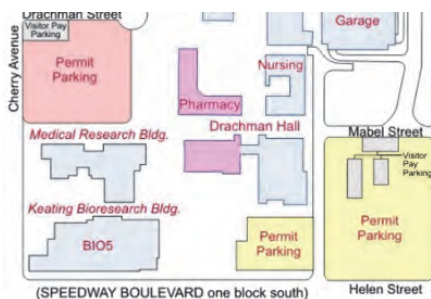 Drachman Street
Visitor Pay
Parking
Garage
Cherry Avenue
Permit
Parking
Nursing
Pharmacy
Drachman Hall
Mabel Street
Medical Research Bldg.
Visitor
Pay
Parking
Keating Bioresearch Bldg.
BIO5
Permit
Parking
Permit
Parking
(SPEEDWAY BOULEVARD one block south)
Helen Street